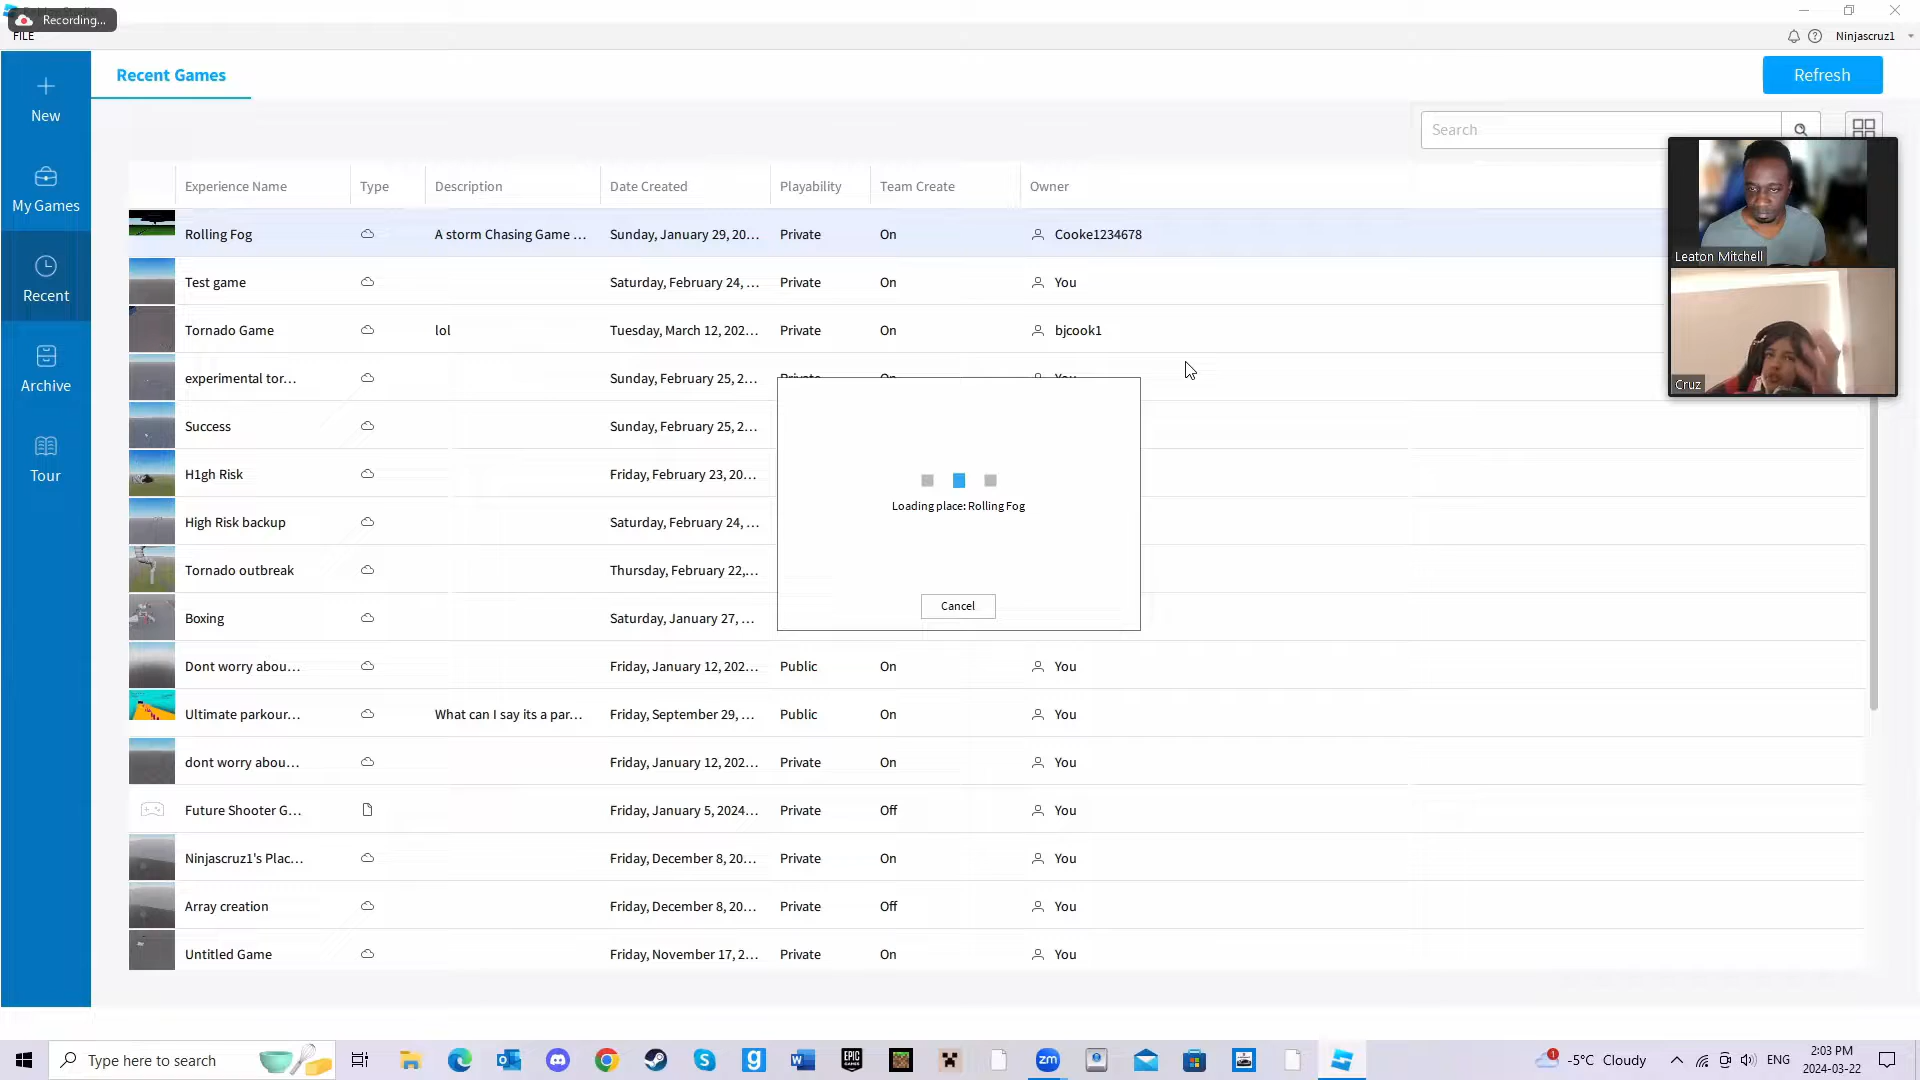 Recording...
FILE
Ninjascruz1
Recent Games
Refresh
New
My Games
Recent
Archive
Tour
Search
Experience Name Type Description Date Created Playability Team Create Owner
Rolling Fog A storm Chasing Game ... Sunday, January 29, 20... Private On Cooke1234678
Test game Saturday, February 24, ... Private On You
Tornado Game lol Tuesday, March 12, 202... Private On bjcook1
experimental tor... Sunday, February 25, 2... Private On You
Success Sunday, February 25, 2...
H1gh Risk Friday, February 23, 20...
High Risk backup Saturday, February 24, ...
Tornado outbreak Thursday, February 22,...
Boxing Saturday, January 27, ...
Dont worry abou... Friday, January 12, 202... Public On You
Ultimate parkour... What can I say its a par... Friday, September 29, ... Public On You
dont worry abou... Friday, January 12, 202... Private On You
Future Shooter G... Friday, January 5, 2024... Private Off You
Ninjascruz1's Plac... Friday, December 8, 20... Private On You
Array creation Friday, December 8, 20... Private Off You
Untitled Game Friday, November 17, 2... Private On You
Loading place: Rolling Fog
Cancel
Leaton Mitchell
Cruz
Type here to search
zm
EPIC GAMES
1
-5°C Cloudy
ENG
2:03 PM
2024-03-22